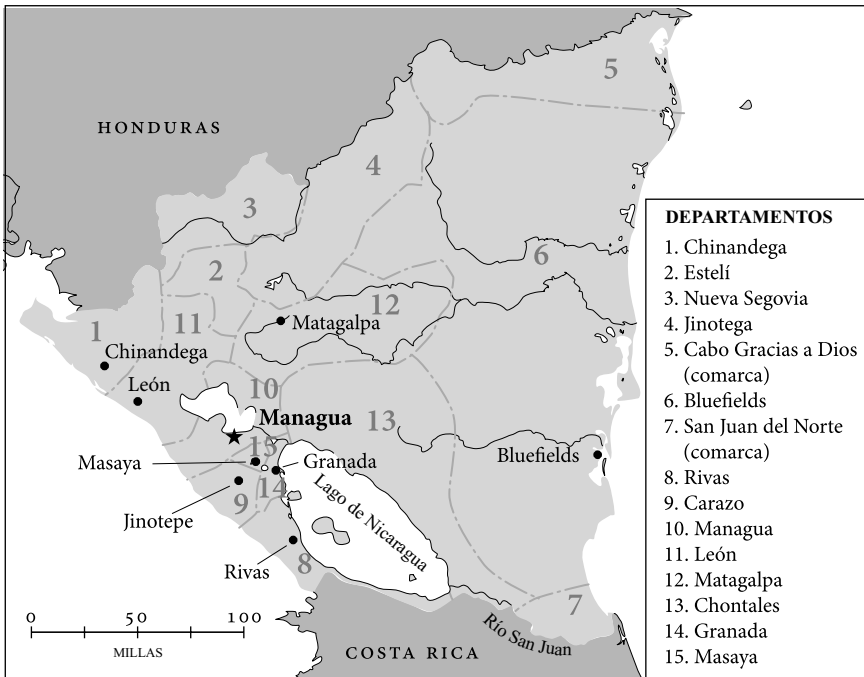 5
HONDURAS
4
3
DEPARTAMENTOS
1. Chinandega
2. Estelí
3. Nueva Segovia
4. Jinotega
5. Cabo Gracias a Dios
(comarca)
6. Bluefields
7. San Juan del Norte
(comarca)
8. Rivas
9. Carazo
10. Managua
11. León
12. Matagalpa
13. Chontales
14. Granada
15. Masaya
6
2
12
11
Matagalpa
1
Chinandega
León
10
Managua
13
15
Masaya
Granada
Bluefields
14
9
Lago de Nicaragua
Jinotepe
Rivas
8
7
0 50 100
MILLAS
Río San Juan
COSTA RICA